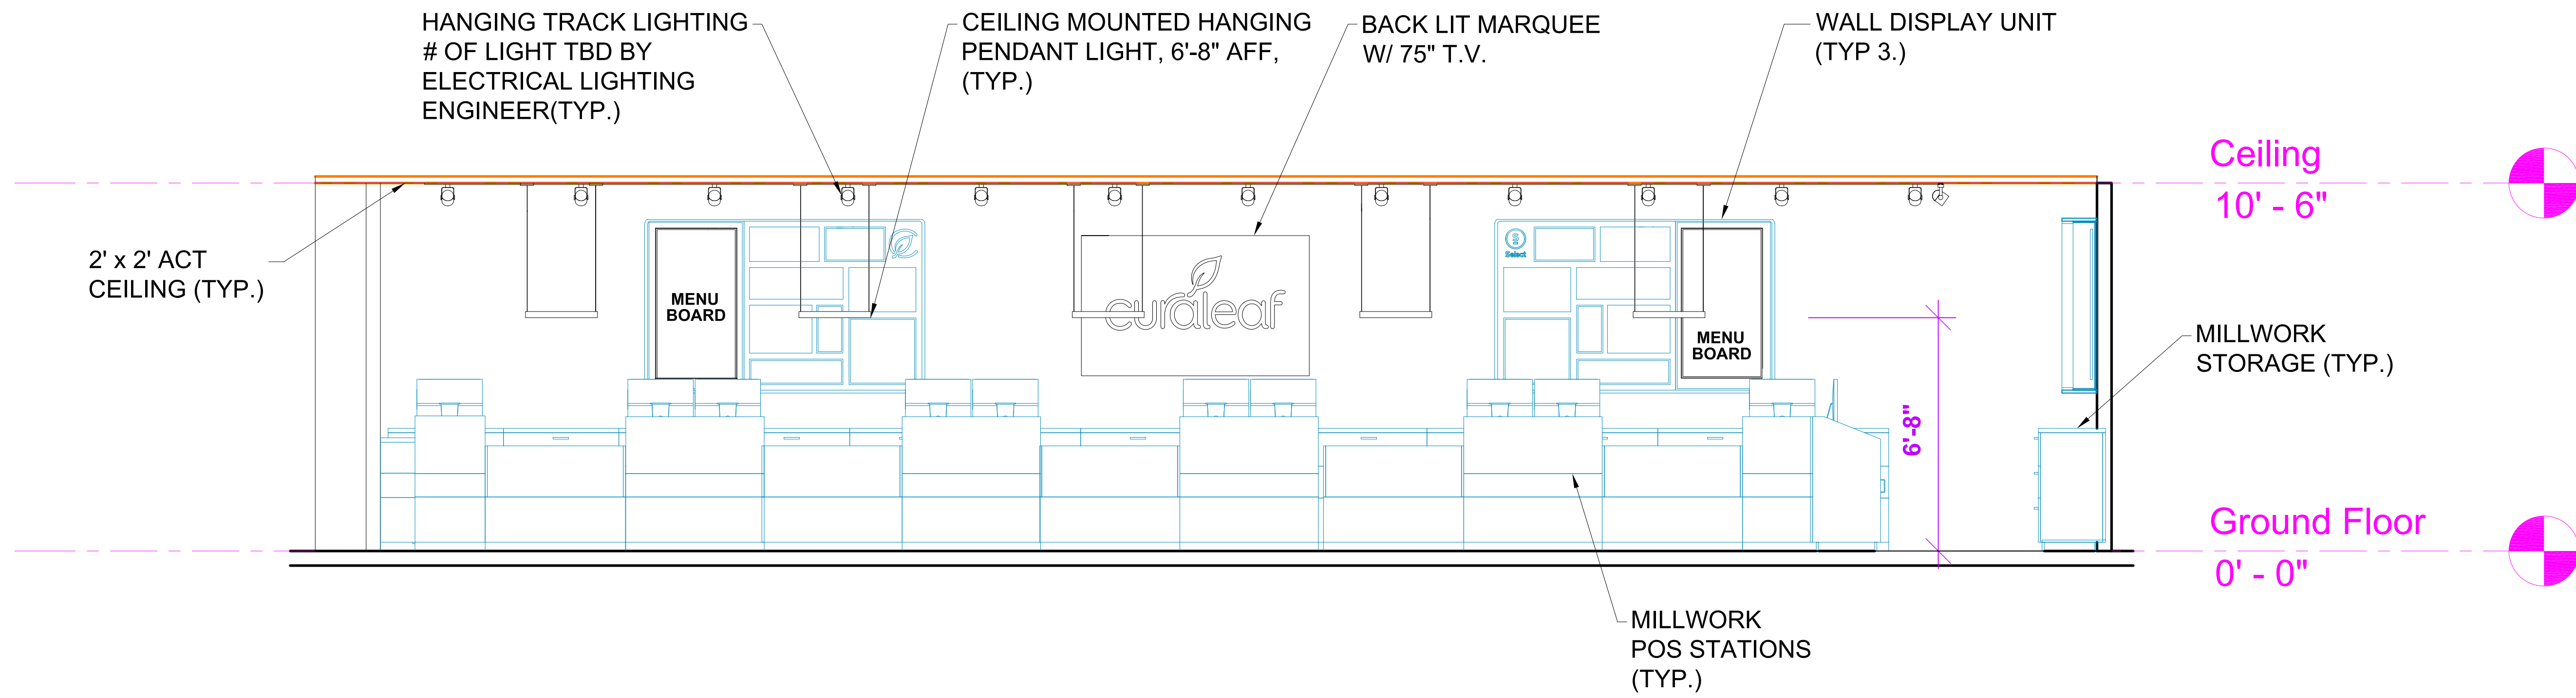 HANGING TRACK LIGHTING
# OF LIGHT TBD BY
ELECTRICAL LIGHTING
ENGINEER(TYP.)
CEILING MOUNTED HANGING
PENDANT LIGHT, 6'-8" AFF,
(TYP.)
BACK LIT MARQUEE
W/ 75" T.V.
WALL DISPLAY UNIT
(TYP 3.)
Ceiling
10' - 6"
2' x 2' ACT
CEILING (TYP.)
MENU
BOARD
curaleaf
S
Select
MENU
BOARD
6'-8"
MILLWORK
STORAGE (TYP.)
Ground Floor
0' - 0"
MILLWORK
POS STATIONS
(TYP.)